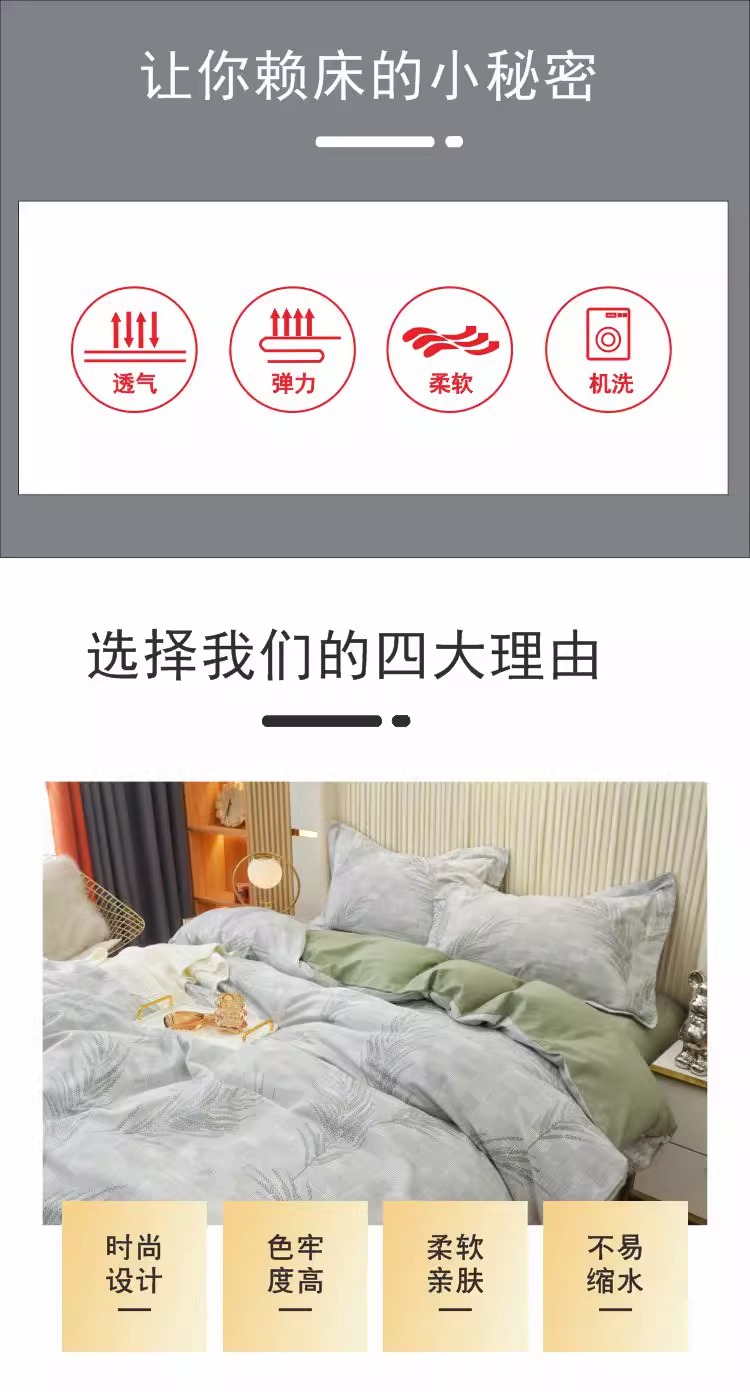 让你赖床的小秘密
透气
弹力
柔软
机洗
选择我们的四大理由
时尚
设计
色牢
度高
柔软
亲肤
不易
缩水